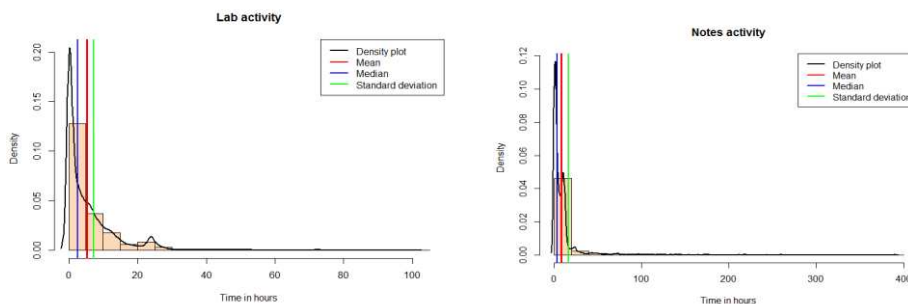 Lab activity
Density plot
Mean
Median
Standard deviation
Density
0.00
0.05
0.10
0.15
0.20
0 20 40 60 80 100
Time in hours
Notes activity
Density plot
Mean
Median
Standard deviation
Density
0.00
0.02
0.04
0.06
0.08
0.10
0.12
0 100 200 300 400
Time in hours